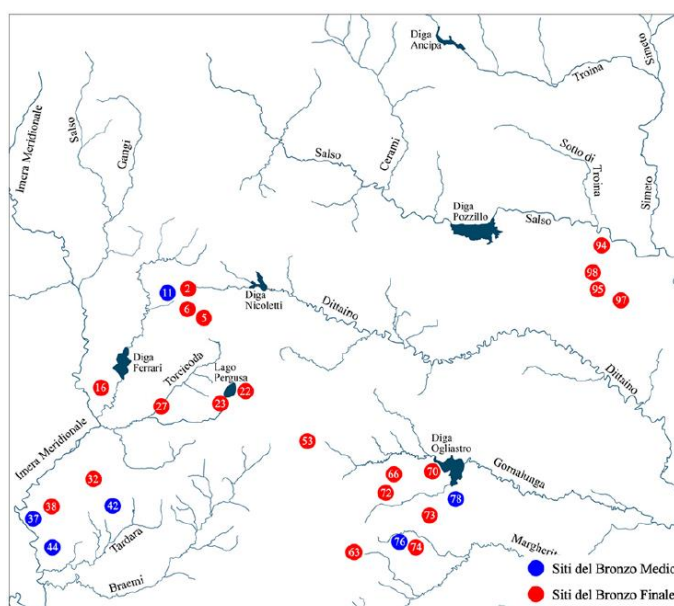 Diga
Ancipa
Simeto
Simeto
Troina
Imera Meridionale
Salso
Gangi
Salso
Cerami
Sotto di
Troina
Simeto
Diga
Pozzillo
Salso
94
98
95
97
11
2
6
5
Diga
Nicoletti
Dittaino
Diga
Ferrari
Torcicoda
Lago
Pergusa
16
27
23
22
Dittaino
Imera Meridionale
53
Diga
Ogliastro
Gornalunga
32
66
70
72
78
38
42
37
73
44
Tardara
76
74
63
Margherit
Braemi
Siti del Bronzo Medio
Siti del Bronzo Finale